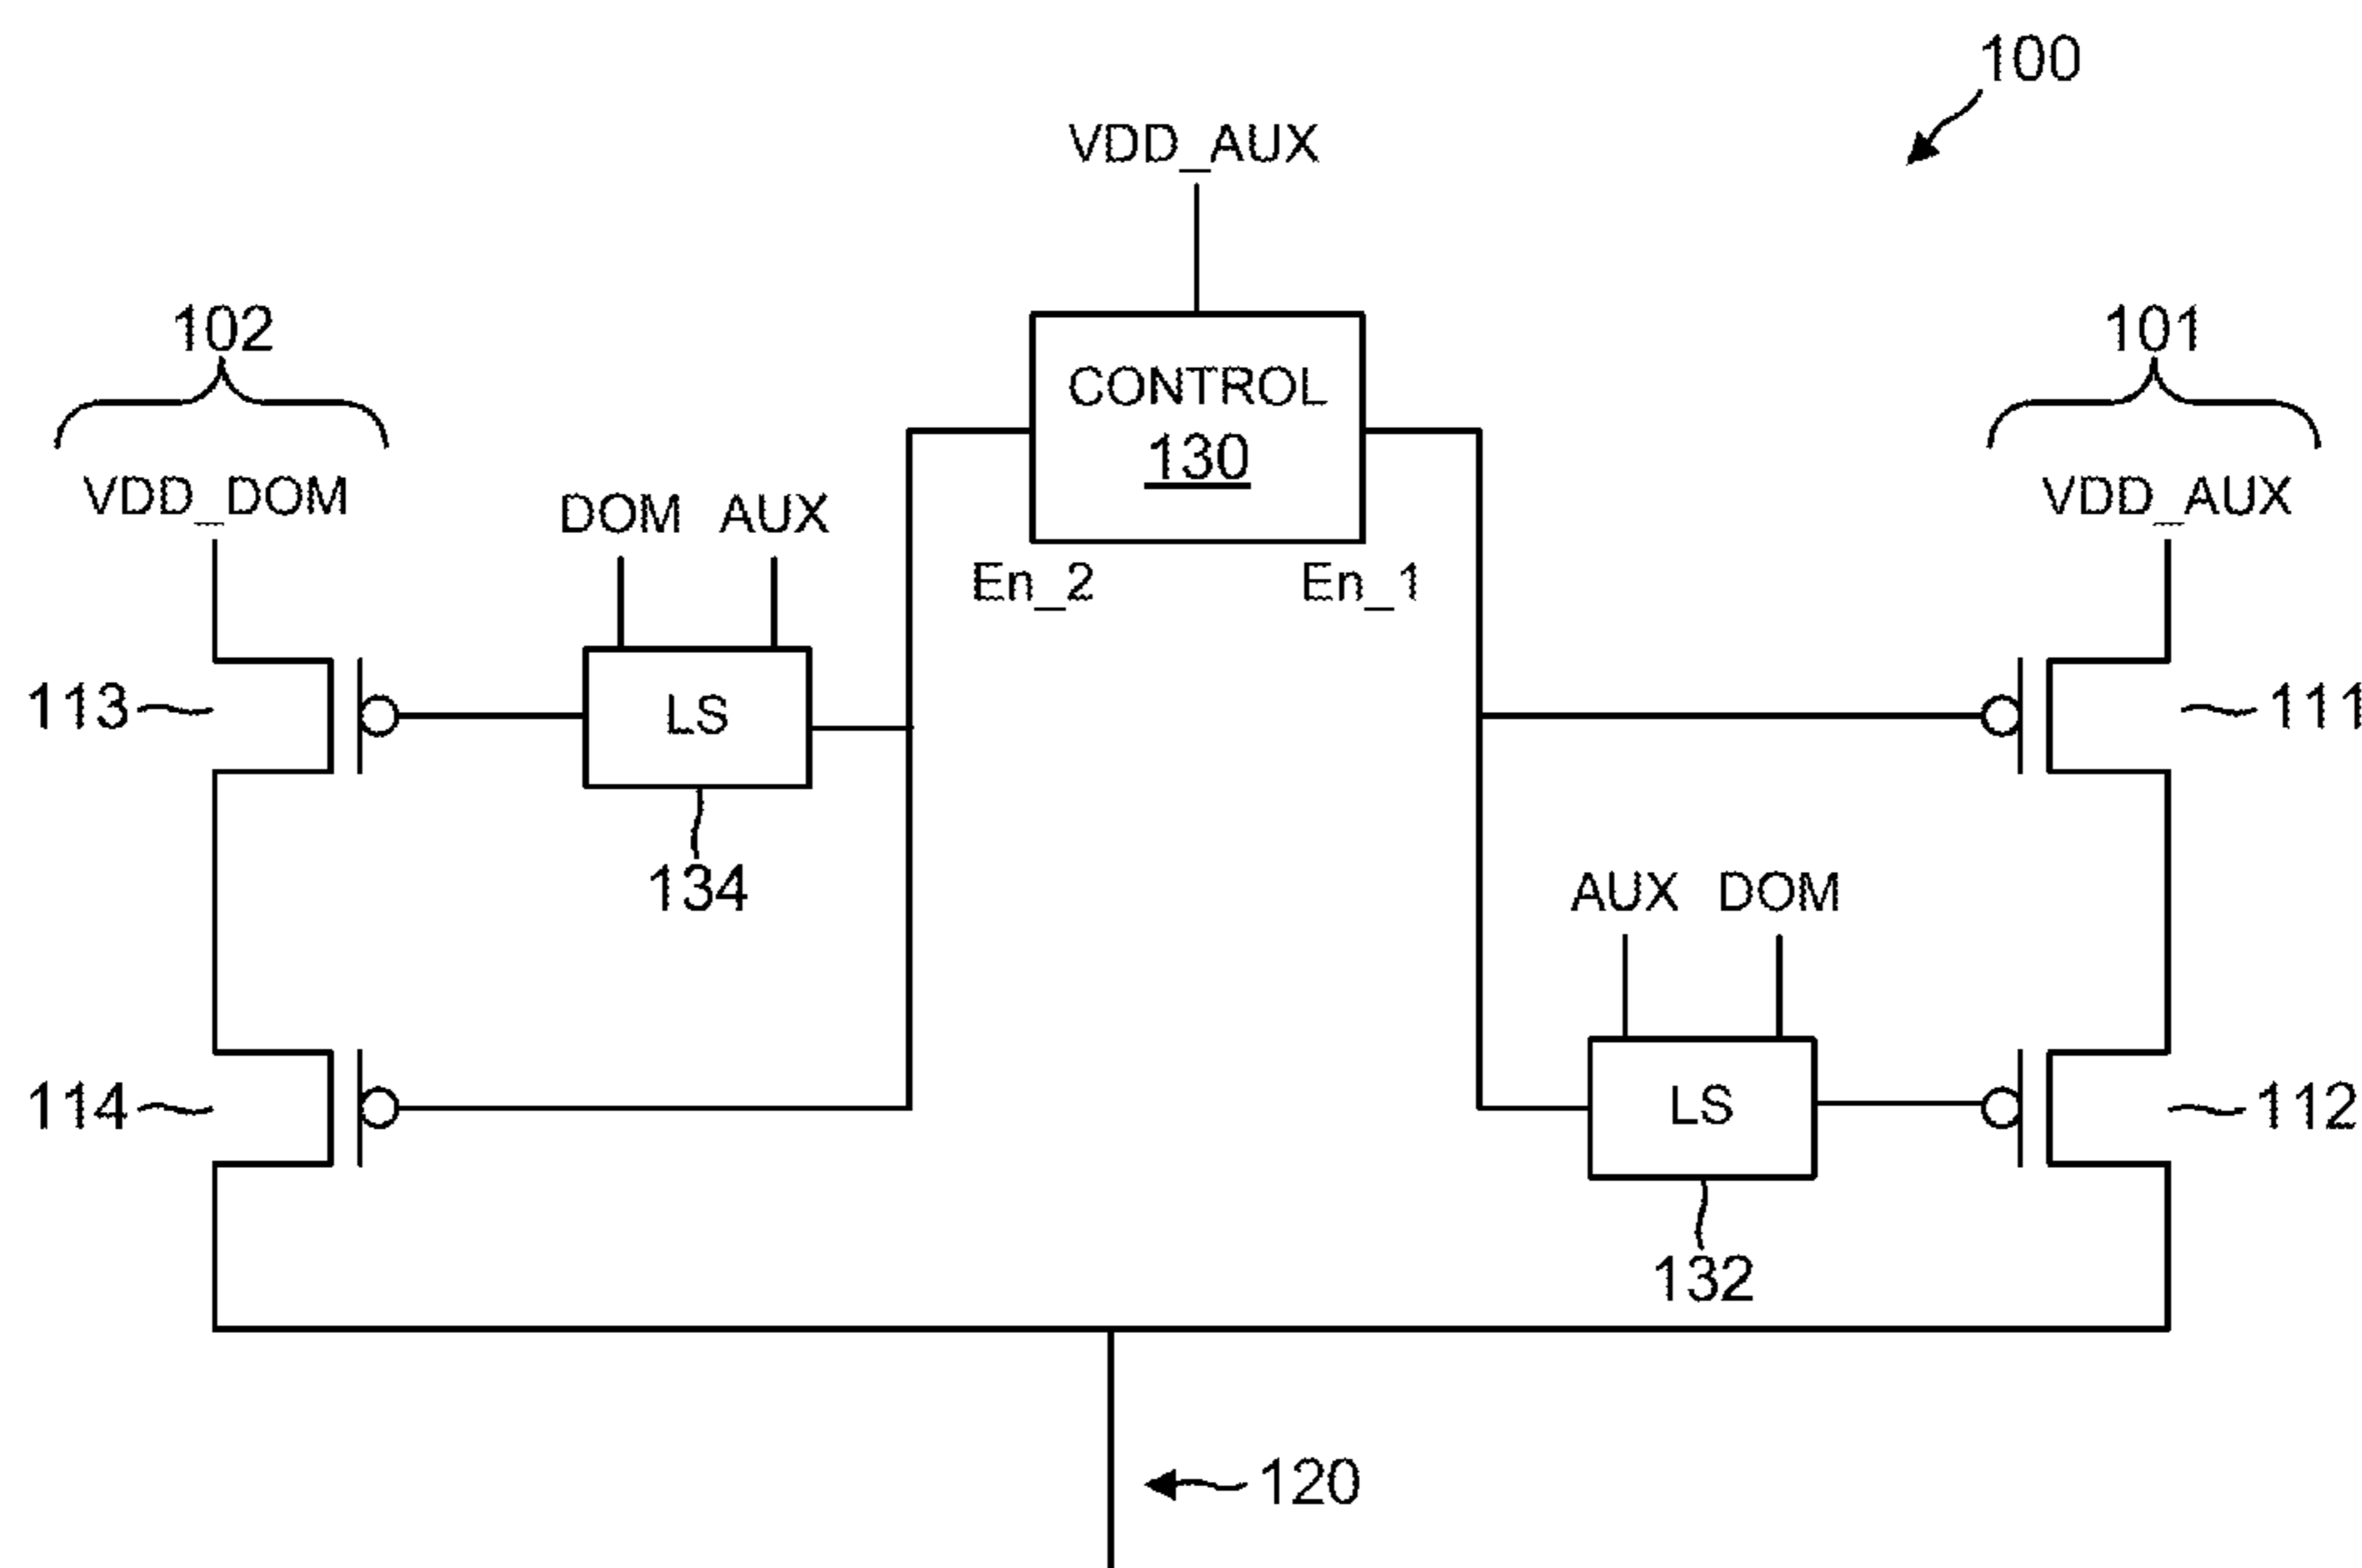 100
VDD_AUX
102
101
CONTROL
130
VDD_DOM
DOM AUX
VDD_AUX
En_2
En_1
113
LS
111
134
AUX DOM
114
LS
112
132
120